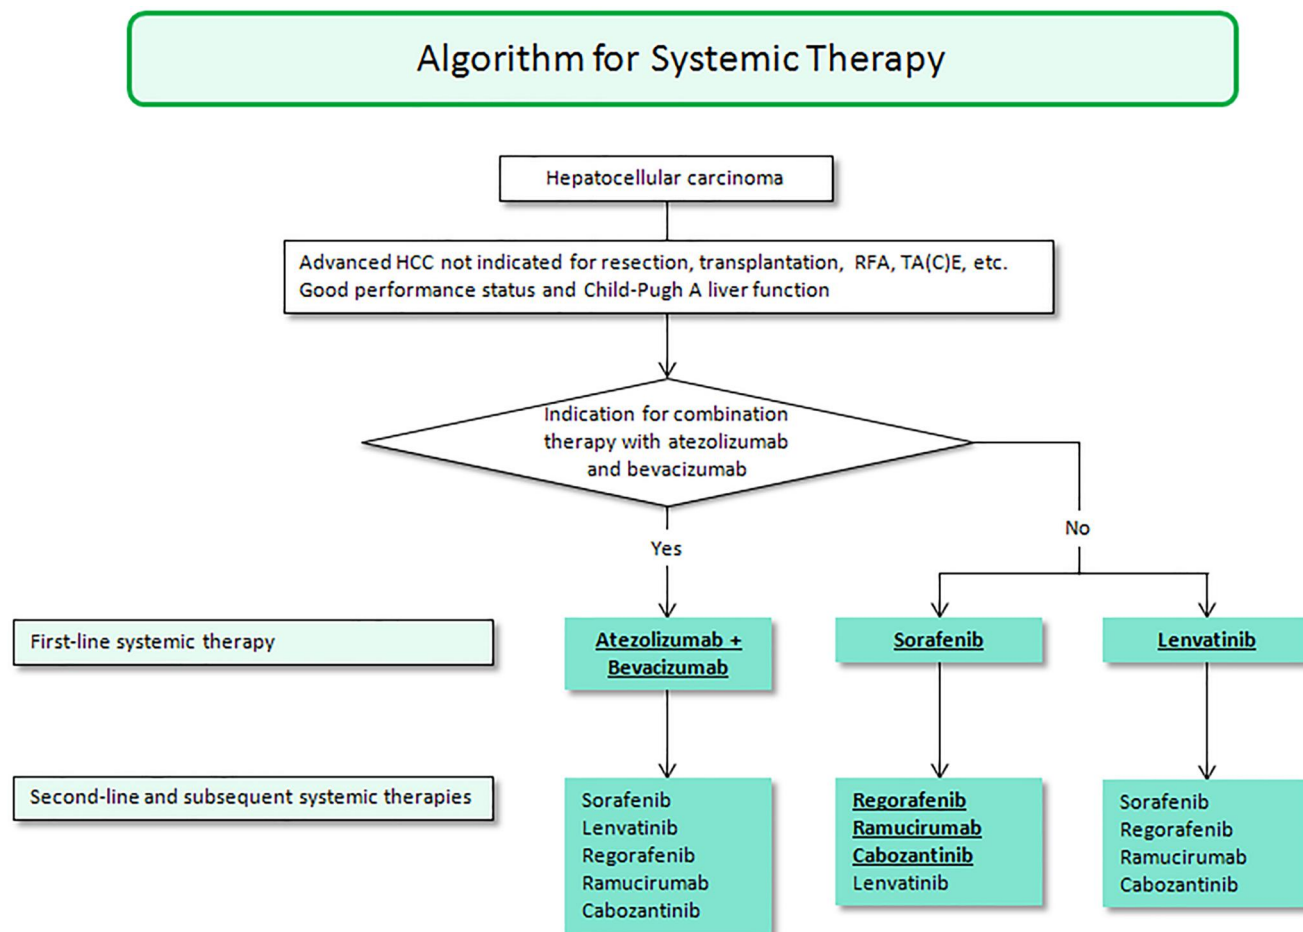 Algorithm for Systemic Therapy
Hepatocellular carcinoma
Advanced HCC not indicated for resection, transplantation, RFA, TA(C)E, etc.
Good performance status and Child-Pugh A liver function
Indication for combination
therapy with atezolizumab
and bevacizumab
Yes
No
First-line systemic therapy
Atezolizumab +
Bevacizumab
Sorafenib
Lenvatinib
Second-line and subsequent systemic therapies
Sorafenib
Lenvatinib
Regorafenib
Ramucirumab
Cabozantinib
Regorafenib
Ramucirumab
Cabozantinib
Lenvatinib
Sorafenib
Regorafenib
Ramucirumab
Cabozantinib